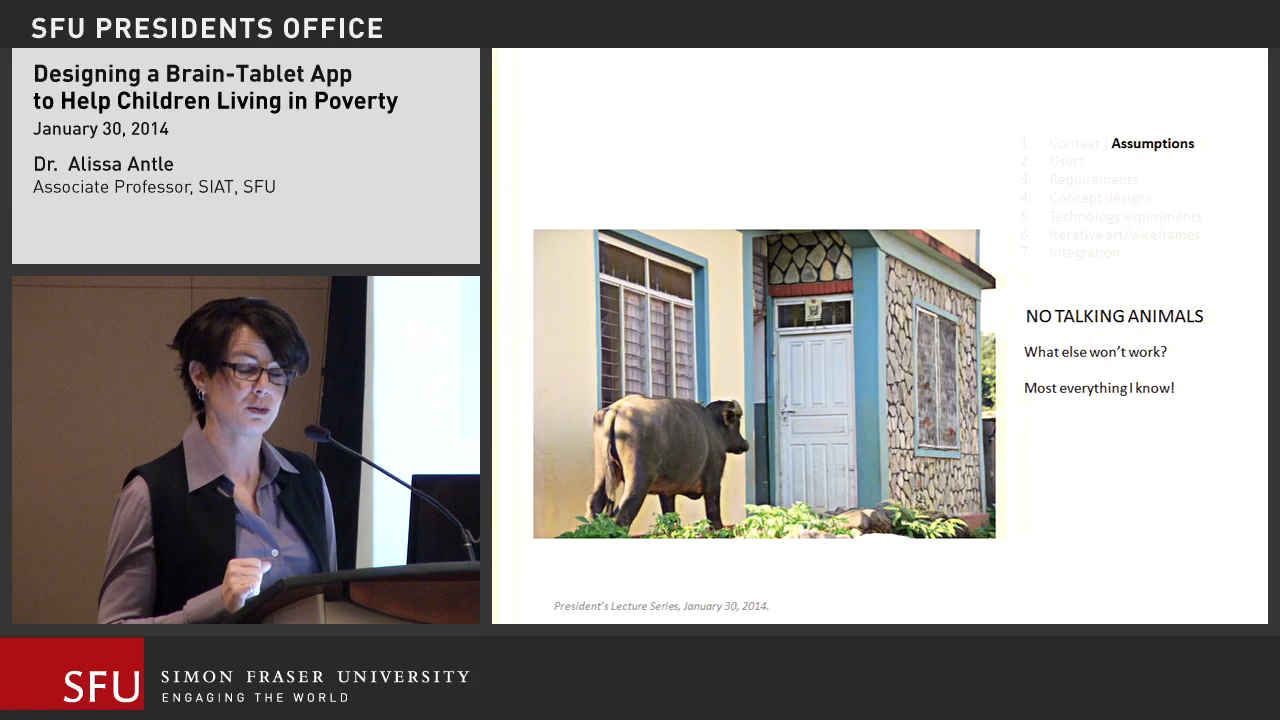 SFU PRESIDENTS OFFICE
Designing a Brain-Tablet App
to Help Children Living in Poverty
January 30, 2014
Dr. Alissa Antle
Associate Professor, SIAT, SFU
1. Context | Assumptions
2. Users
3. Requirements
4. Concept designs
5. Technology experiments
6. Iterative art/wireframes
7. Integration
NO TALKING ANIMALS
What else won't work?
Most everything I know!
President's Lecture Series, January 30, 2014.
SFU
SIMON FRASER UNIVERSITY
ENGAGING THE WORLD